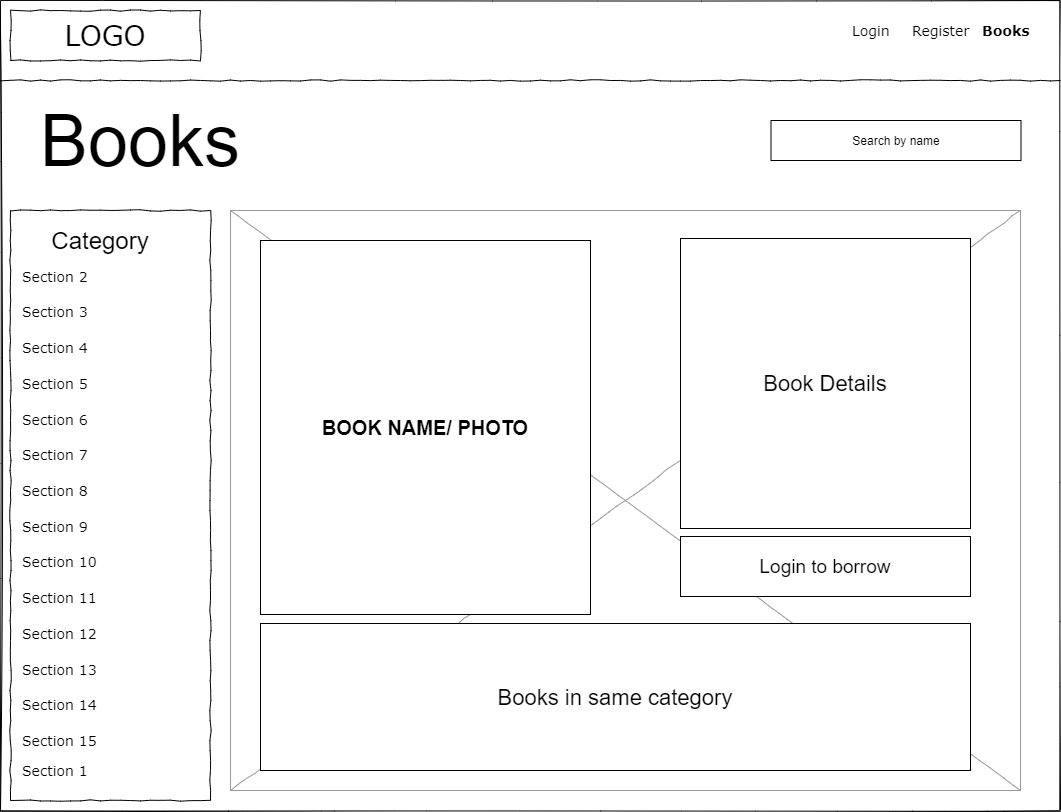 LOGO
Login
Register
Books
Books
Search by name
Category
Section 2
Section 3
Section 4
Section 5
Section 6
Section 7
Section 8
Section 9
Section 10
Section 11
Section 12
Section 13
Section 14
Section 15
Section 1
BOOK NAME/ PHOTO
Book Details
Login to borrow
Books in same category